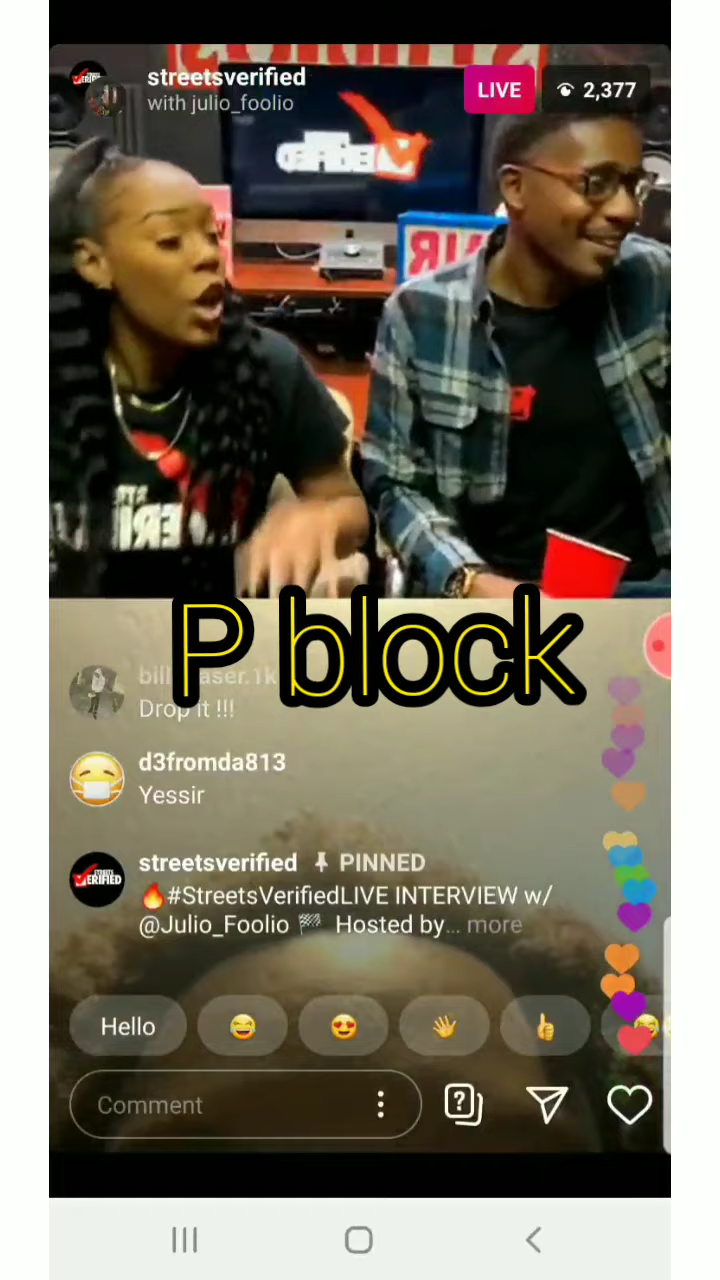 streetsverified
with julio_foolio
LIVE
2,377
P block
Drop it !!!
d3fromda813
Yessir
streetsverified PINNED
🔥#StreetsVerifiedLIVE INTERVIEW w/
@Julio_Foolio 🏁 Hosted by... more
Hello
Comment